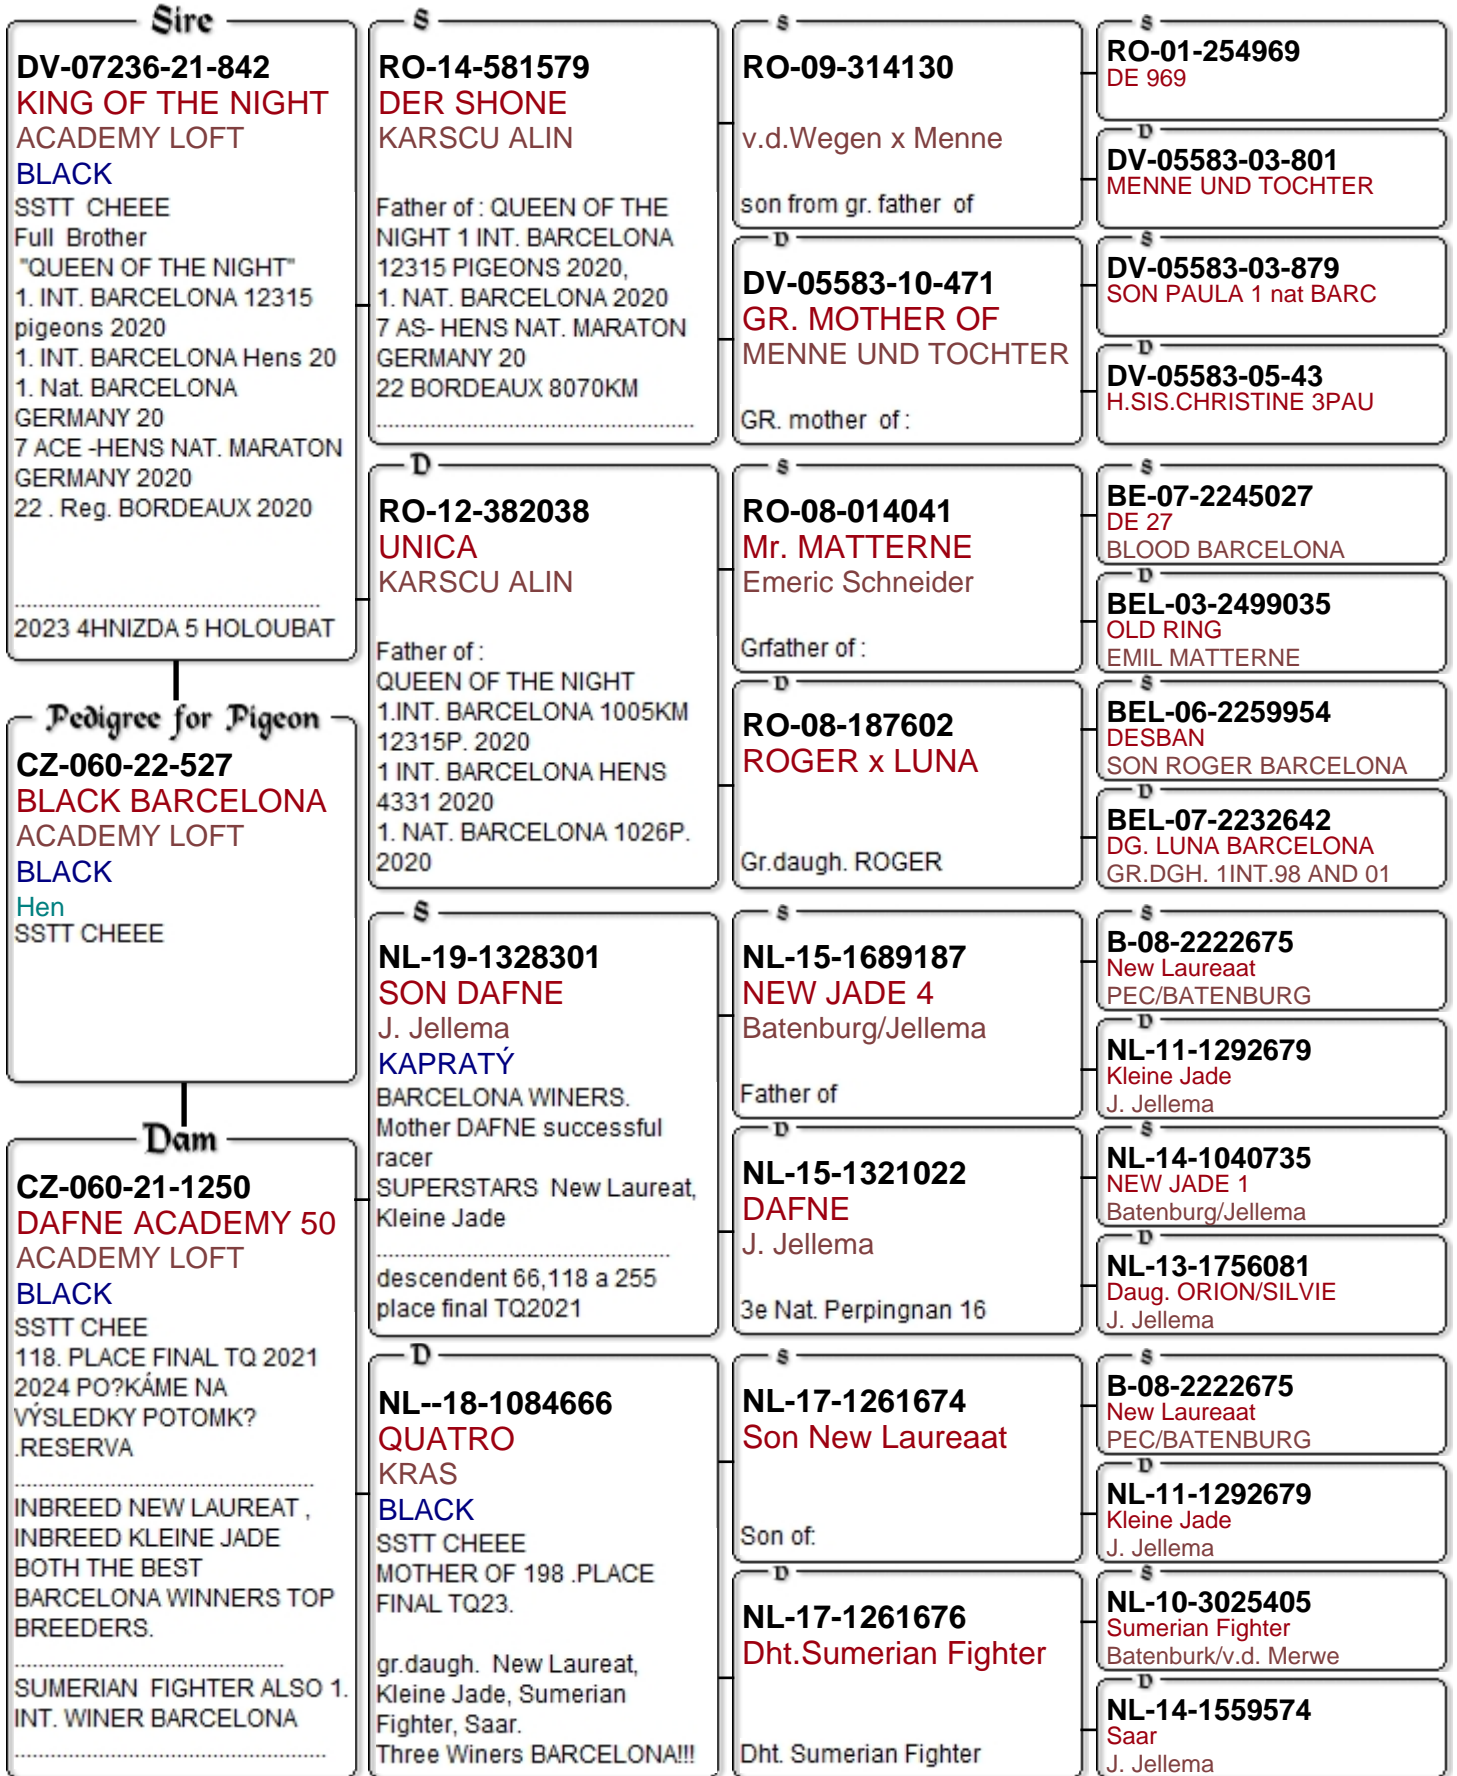 Sire
DV-07236-21-842
KING OF THE NIGHT
ACADEMY LOFT
BLACK
SSTT CHEEE
Full Brother
"QUEEN OF THE NIGHT"
1. INT. BARCELONA 12315
pigeons 2020
1. INT. BARCELONA Hens 20
1. Nat. BARCELONA
GERMANY 20
7 ACE -HENS NAT. MARATON
GERMANY 2020
22 . Reg. BORDEAUX 2020
...................................................
2023 4HNIZDA 5 HOLOUBAT
Pedigree for Pigeon
CZ-060-22-527
BLACK BARCELONA
ACADEMY LOFT
BLACK
Hen
SSTT CHEEE
Dam
CZ-060-21-1250
DAFNE ACADEMY 50
ACADEMY LOFT
BLACK
SSTT CHEE
118. PLACE FINAL TQ 2021
2024 PO?KÁME NA
VÝSLEDKY POTOMK?
.RESERVA
..................................................
INBREED NEW LAUREAT ,
INBREED KLEINE JADE
BOTH THE BEST
BARCELONA WINNERS TOP
BREEDERS.
.............................................
SUMERIAN FIGHTER ALSO 1.
INT. WINER BARCELONA
....................................................
S
RO-14-581579
DER SHONE
KARSCU ALIN
Father of : QUEEN OF THE
NIGHT 1 INT. BARCELONA
12315 PIGEONS 2020,
1. NAT. BARCELONA 2020
7 AS- HENS NAT. MARATON
GERMANY 20
22 BORDEAUX 8070KM
.....................................................
D
RO-12-382038
UNICA
KARSCU ALIN
Father of :
QUEEN OF THE NIGHT
1.INT. BARCELONA 1005KM
12315P. 2020
1 INT. BARCELONA HENS
4331 2020
1. NAT. BARCELONA 1026P.
2020
S
NL-19-1328301
SON DAFNE
J. Jellema
KAPRATÝ
BARCELONA WINERS.
Mother DAFNE successful
racer
SUPERSTARS New Laureat,
Kleine Jade
.................................................
descendent 66,118 a 255
place final TQ2021
D
NL--18-1084666
QUATRO
KRAS
BLACK
SSTT CHEEE
MOTHER OF 198 .PLACE
FINAL TQ23.
gr.daugh. New Laureat,
Kleine Jade, Sumerian
Fighter, Saar.
Three Winers BARCELONA!!!
S
RO-09-314130
v.d.Wegen x Menne
son from gr. father of
D
DV-05583-10-471
GR. MOTHER OF
MENNE UND TOCHTER
GR. mother of :
S
RO-08-014041
Mr. MATTERNE
Emeric Schneider
Grfather of :
D
RO-08-187602
ROGER x LUNA
Gr.daugh. ROGER
S
NL-15-1689187
NEW JADE 4
Batenburg/Jellema
Father of
D
NL-15-1321022
DAFNE
J. Jellema
3e Nat. Perpingnan 16
S
NL-17-1261674
Son New Laureaat
Son of:
D
NL-17-1261676
Dht.Sumerian Fighter
Dht. Sumerian Fighter
S
RO-01-254969
DE 969
D
DV-05583-03-801
MENNE UND TOCHTER
S
DV-05583-03-879
SON PAULA 1 nat BARC
D
DV-05583-05-43
H.SIS.CHRISTINE 3PAU
S
BE-07-2245027
DE 27
BLOOD BARCELONA
D
BEL-03-2499035
OLD RING
EMIL MATTERNE
S
BEL-06-2259954
DESBAN
SON ROGER BARCELONA
D
BEL-07-2232642
DG. LUNA BARCELONA
GR.DGH. 1INT.98 AND 01
S
B-08-2222675
New Laureaat
PEC/BATENBURG
D
NL-11-1292679
Kleine Jade
J. Jellema
S
NL-14-1040735
NEW JADE 1
Batenburg/Jellema
D
NL-13-1756081
Daug. ORION/SILVIE
J. Jellema
S
B-08-2222675
New Laureaat
PEC/BATENBURG
D
NL-11-1292679
Kleine Jade
J. Jellema
S
NL-10-3025405
Sumerian Fighter
Batenburk/v.d. Merwe
D
NL-14-1559574
Saar
J. Jellema